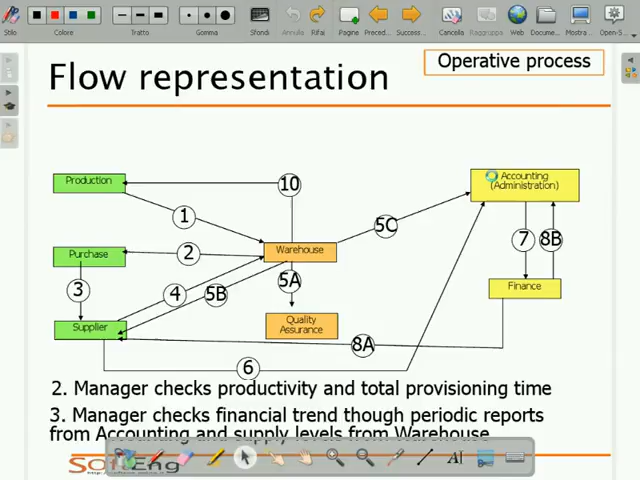 Stilo
Colore
Tratto
Gomma
Sfondi
Annulla
Rifai
Pagine
Preced...
Success...
Cancella
Raggruppa
Web
Docume...
Mostra ...
Open-S...
Operative process
Flow representation
Production
10
Accounting
(Administration)
1
5C
7
8B
Purchase
2
Warehouse
3
4
5B
5A
Finance
Supplier
Quality
Assurance
8A
6
2. Manager checks productivity and total provisioning time
3. Manager checks financial trend though periodic reports
from Accounting and supply levels from Warehouse
SoftEng